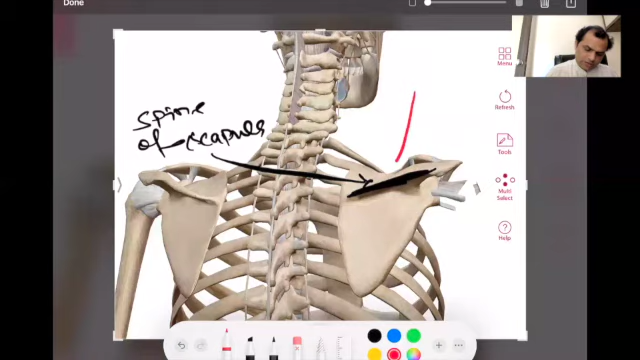 Done
Spine
of scapula
Menu
Refresh
Tools
Multi
Select
Help